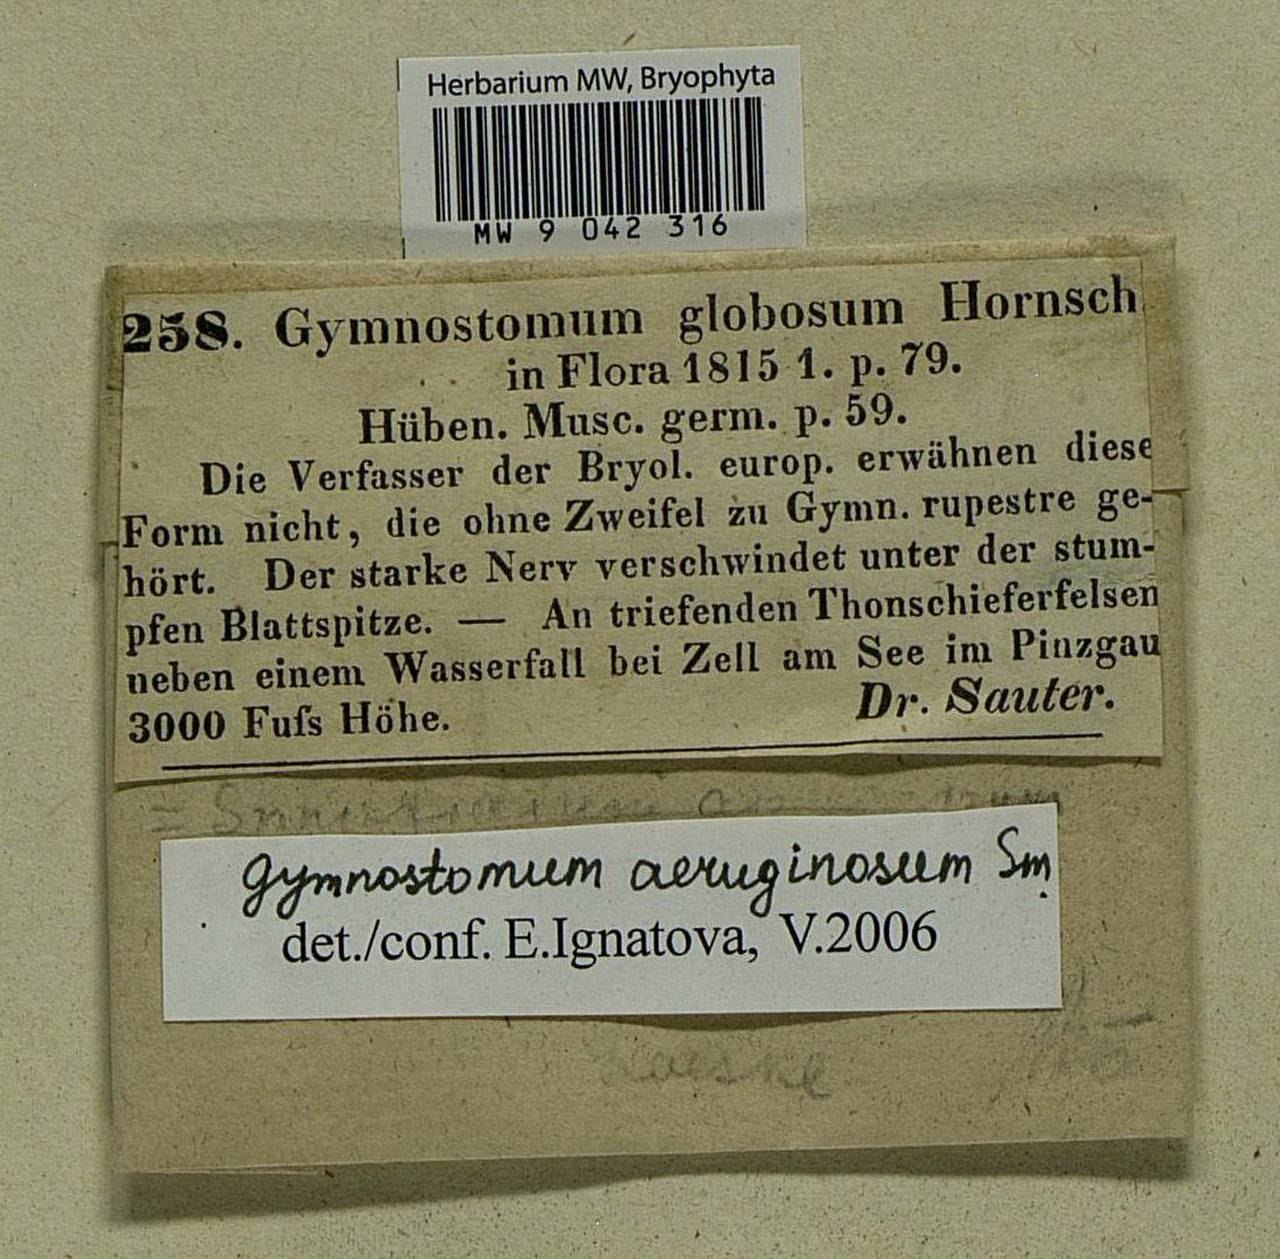 Herbarium MW, Bryophyta
MW 9 042 316
258. Gymnostomum globosum Hornsch
in Flora 1815 1. p. 79.
Hüben. Musc. germ. p. 59.
Die Verfasser der Bryol. europ. erwähnen diese
Form nicht, die ohne Zweifel zu Gymn. rupestre ge-
hört. Der starke Nerv verschwindet unter der stum-
pfen Blattspitze. — An triefenden Thonschieferfelsen
neben einem Wasserfall bei Zell am See im Pinzgau
3000 Fuſs Höhe. Dr. Sauter.
Gymnostomum aeruginosum Sm.
det./conf. E.Ignatova, V.2006
Loeske